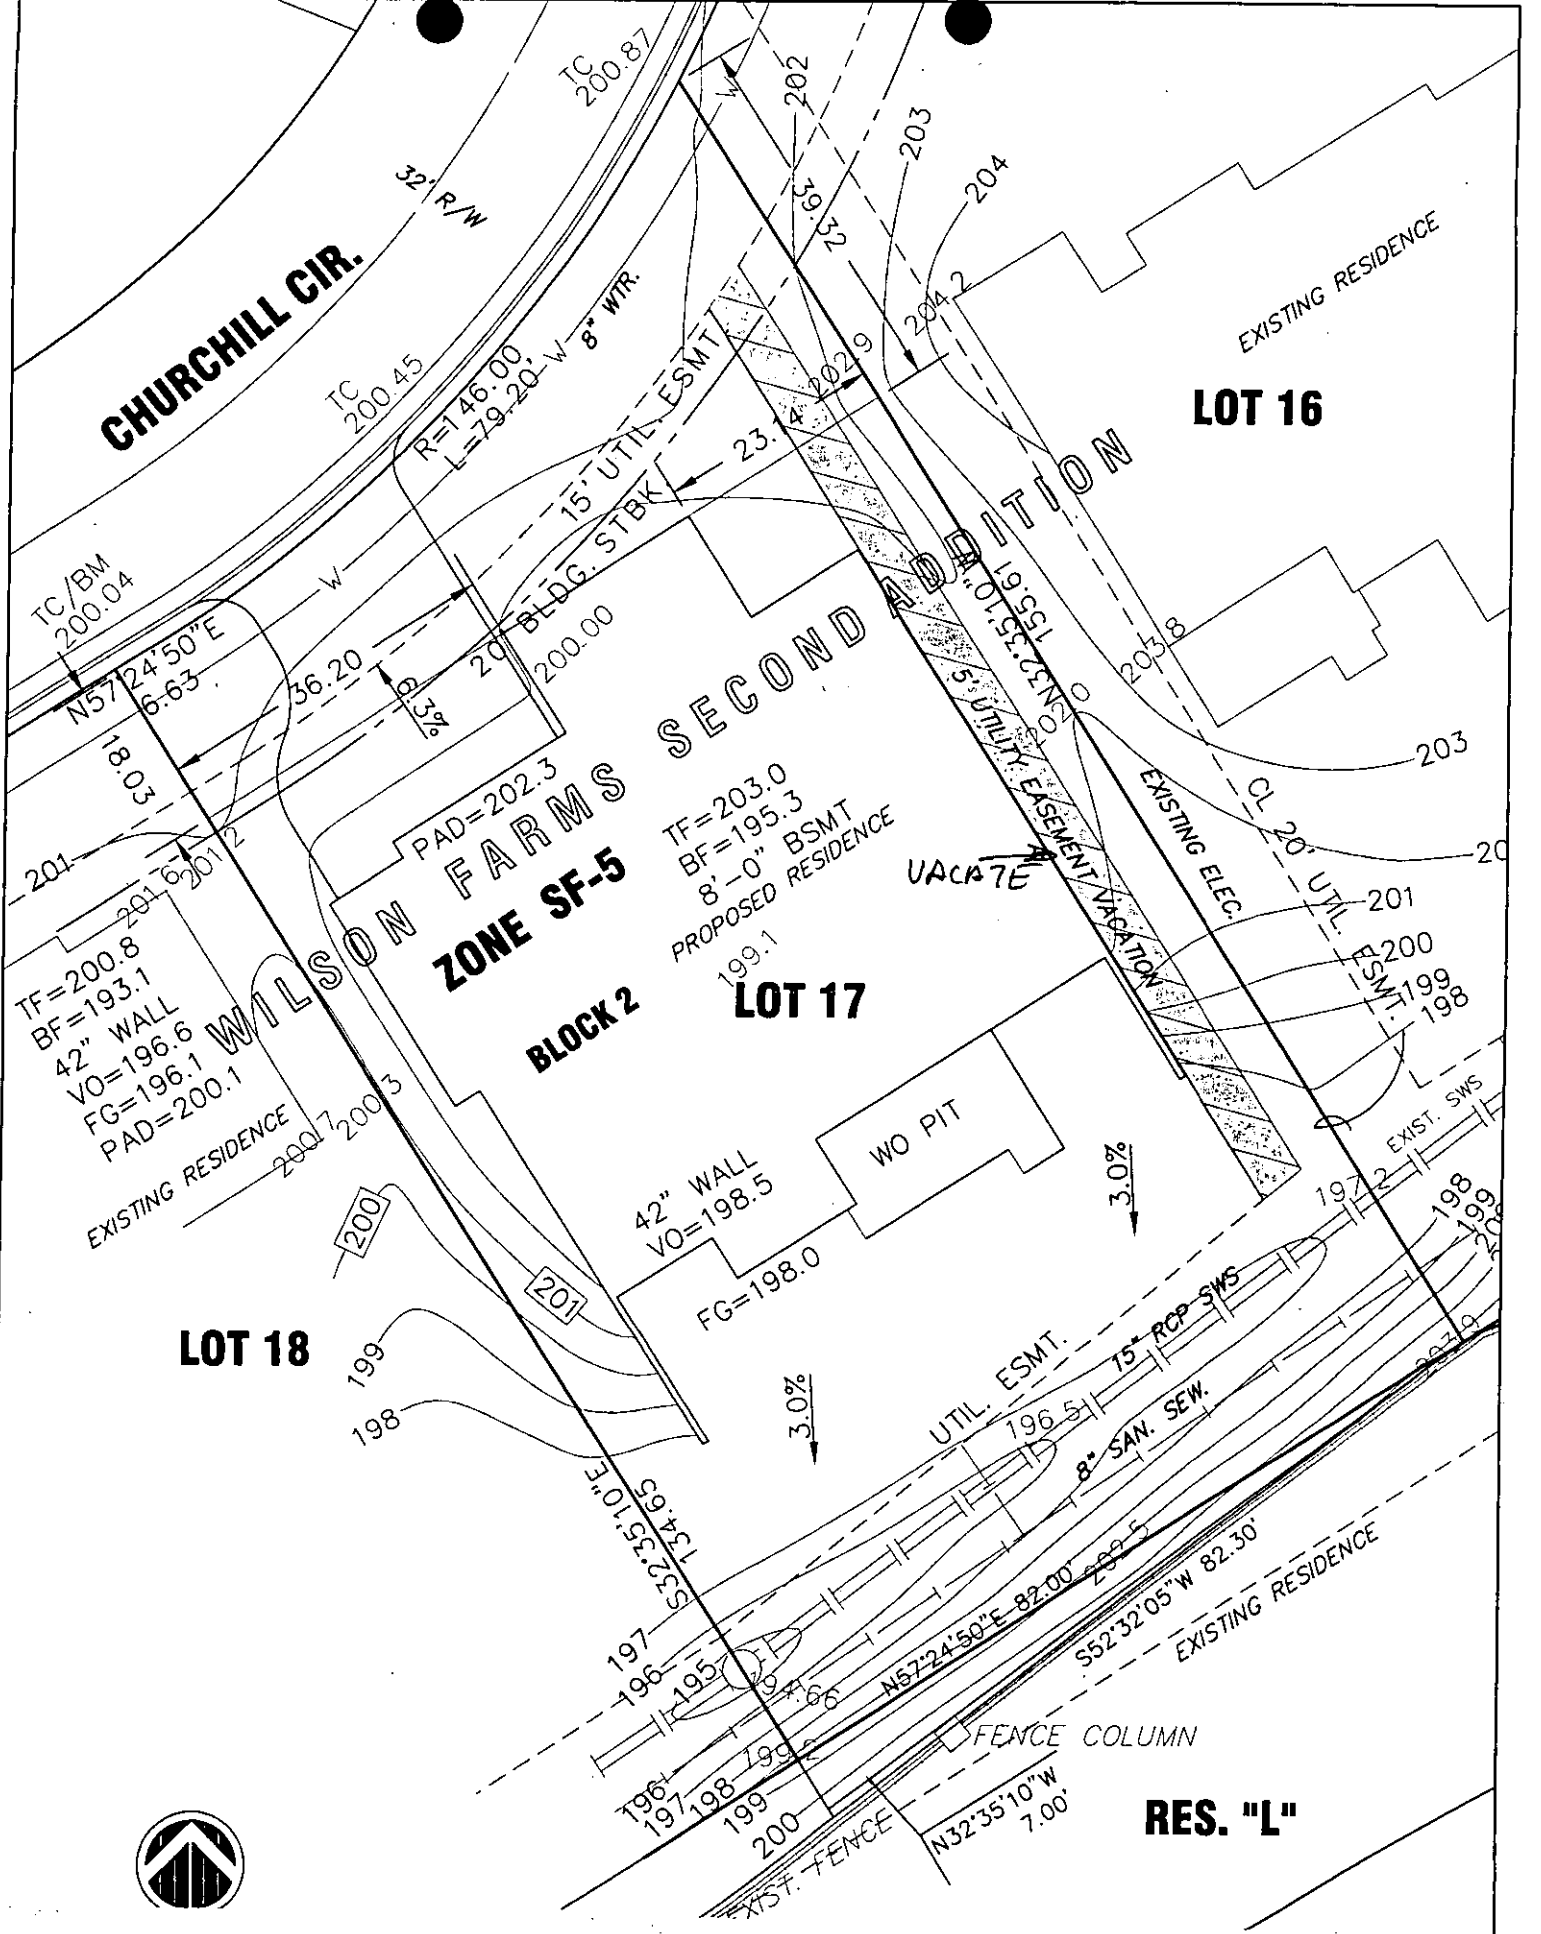 TC
200.87
32' R/W
CHURCHILL CIR.
TC
200.45
TC/BM
200.04
R=146.00'
L=79.20'
W
W
W
8" WTR.
202
203
204
39.32
204.2
202.9
EXISTING RESIDENCE
LOT 16
15' UTIL. ESMT
23.14
BLDG. STBK
20'
200.00
N57°24'50"E
6.63
36.20
6.3%
18.03
201
201.2
201.6
WILSON FARMS SECOND ADDITION
N32°35'10"W
155.61
203.8
202.0
5' UTILITY EASEMENT VACATION
EXISTING ELEC.
CL 20' UTIL. ESMT.
203
20
201
200
199
198
PAD=202.3
TF=203.0
BF=195.3
8'-0" BSMT
PROPOSED RESIDENCE
199.1
ZONE SF-5
BLOCK 2
LOT 17
VACATE
TF=200.8
BF=193.1
42" WALL
VO=196.6
FG=196.1
PAD=200.1
EXISTING RESIDENCE
200.7
200.3
200
201
LOT 18
199
198
WO PIT
42" WALL
VO=198.5
FG=198.0
3.0%
3.0%
EXIST. SWS
197.2
198
199
203.9
15" RCP SWS
UTIL. ESMT.
196.5
8" SAN. SEW.
S32°35'10"E
134.65
197
196
195
194.66
N57°24'50"E 82.00'
202.5
S52°32'05"W 82.30'
EXISTING RESIDENCE
FENCE COLUMN
199.2
196
197
198
199
200
EXIST. FENCE
N32°35'10"W
7.00'
RES. "L"